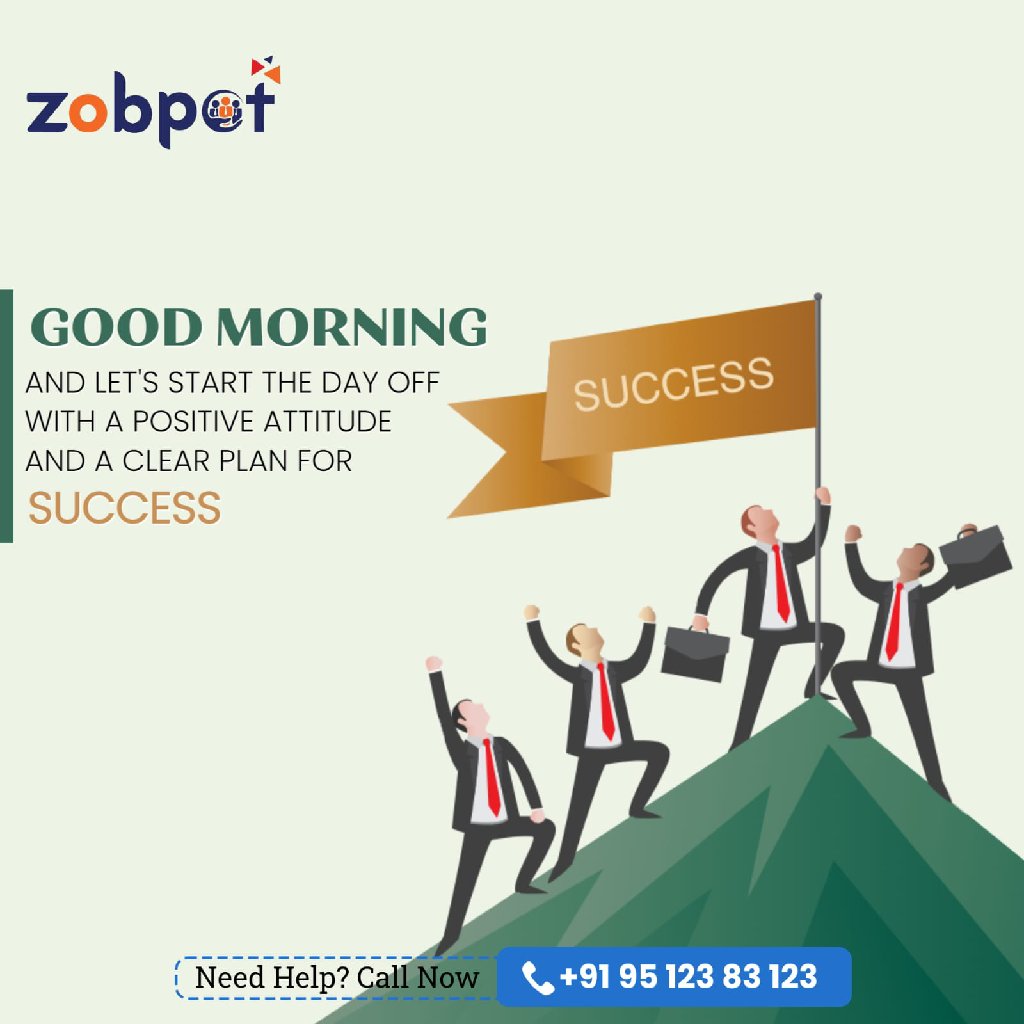 zobpot
GOOD MORNING
AND LET'S START THE DAY OFF
WITH A POSITIVE ATTITUDE
AND A CLEAR PLAN FOR
SUCCESS
SUCCESS
Need Help? Call Now
+91 95 123 83 123